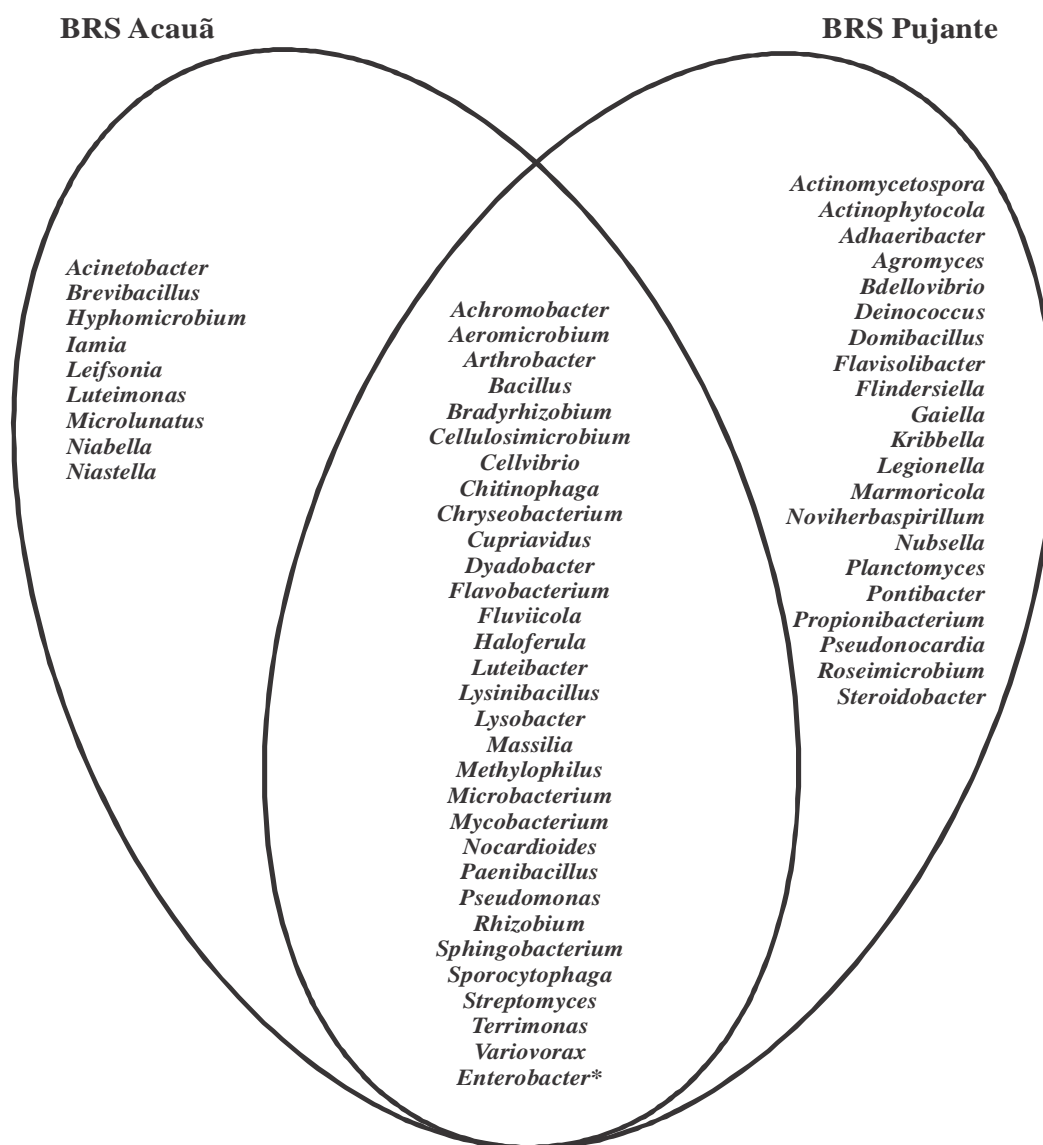 BRS Acauã
BRS Pujante
Acinetobacter
Brevibacillus
Hyphomicrobium
Iamia
Leifsonia
Luteimonas
Microlunatus
Niabella
Niastella
Achromobacter
Aeromicrobium
Arthrobacter
Bacillus
Bradyrhizobium
Cellulosimicrobium
Cellvibrio
Chitinophaga
Chryseobacterium
Cupriavidus
Dyadobacter
Flavobacterium
Fluviicola
Haloferula
Luteibacter
Lysinibacillus
Lysobacter
Massilia
Methylophilus
Microbacterium
Mycobacterium
Nocardioides
Paenibacillus
Pseudomonas
Rhizobium
Sphingobacterium
Sporocytophaga
Streptomyces
Terrimonas
Variovorax
Enterobacter*
Actinomycetospora
Actinophytocola
Adhaeribacter
Agromyces
Bdellovibrio
Deinococcus
Domibacillus
Flavisolibacter
Flindersiella
Gaiella
Kribbella
Legionella
Marmoricola
Noviherbaspirillum
Nubsella
Planctomyces
Pontibacter
Propionibacterium
Pseudonocardia
Roseimicrobium
Steroidobacter